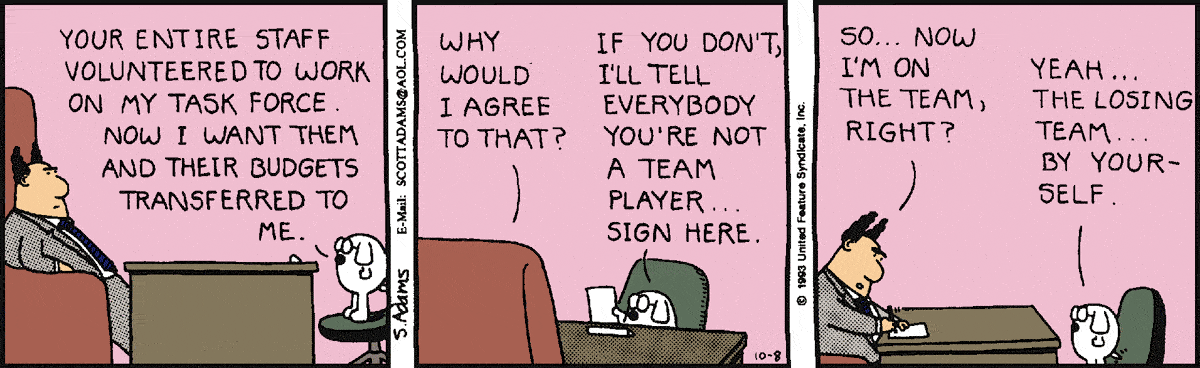 YOUR ENTIRE STAFF
VOLUNTEERED TO WORK
ON MY TASK FORCE.
NOW I WANT THEM
AND THEIR BUDGETS
TRANSFERRED TO
ME.
S.Adams
E-Mail: SCOTTADAMS@AOL.COM
WHY
WOULD
I AGREE
TO THAT?
IF YOU DON'T,
I'LL TELL
EVERYBODY
YOU'RE NOT
A TEAM
PLAYER...
SIGN HERE.
10-8
© 1993 United Feature Syndicate, Inc.
SO... NOW
I'M ON
THE TEAM,
RIGHT?
YEAH...
THE LOSING
TEAM...
BY YOUR-
SELF.